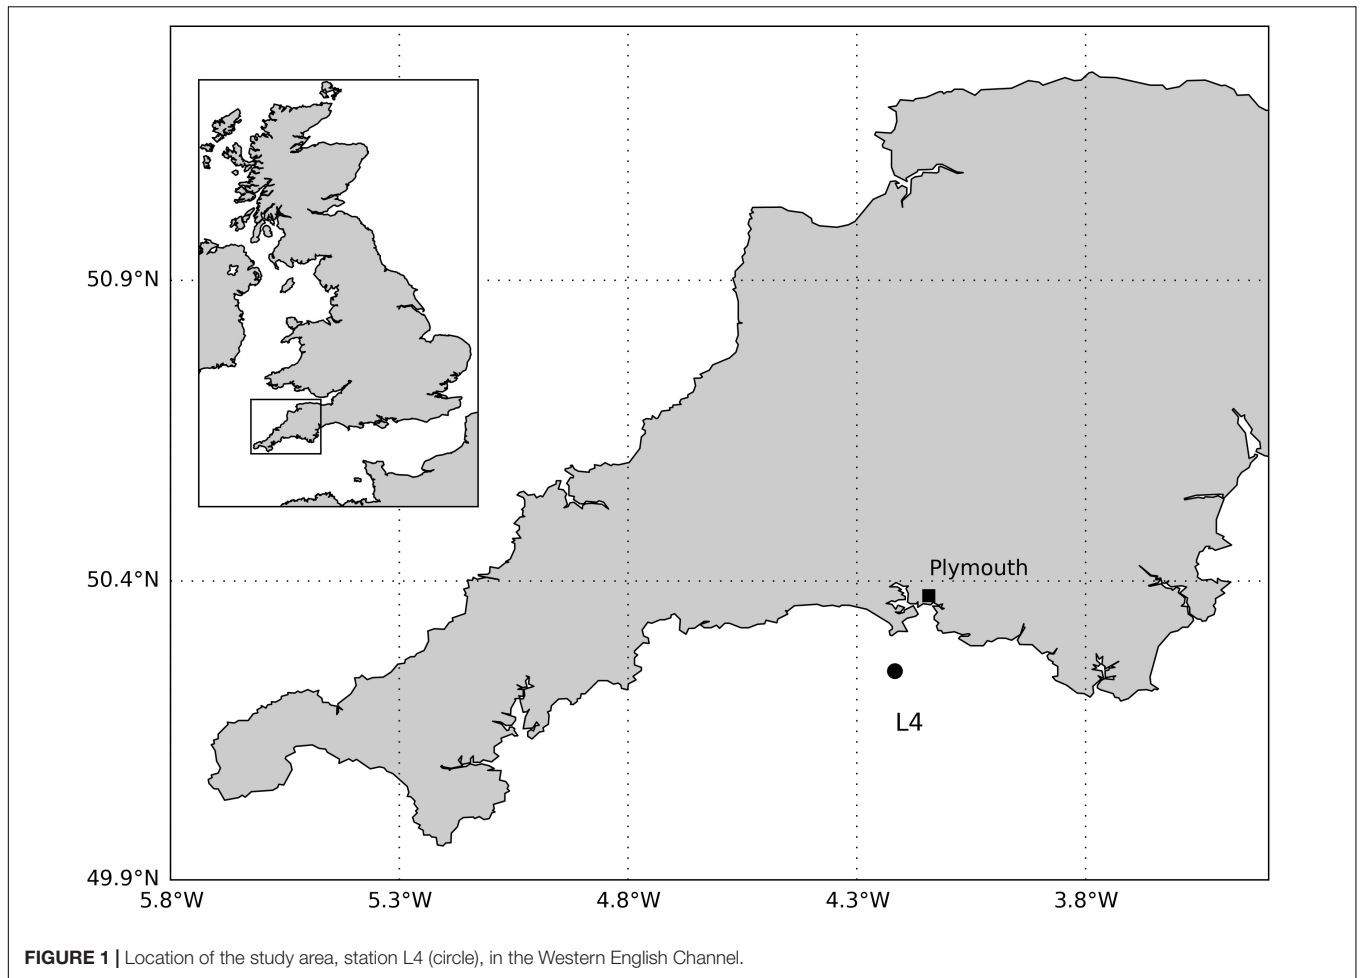 50.9°N
50.4°N
Plymouth
L4
49.9°N
5.8°W 5.3°W 4.8°W 4.3°W 3.8°W
FIGURE 1 | Location of the study area, station L4 (circle), in the Western English Channel.